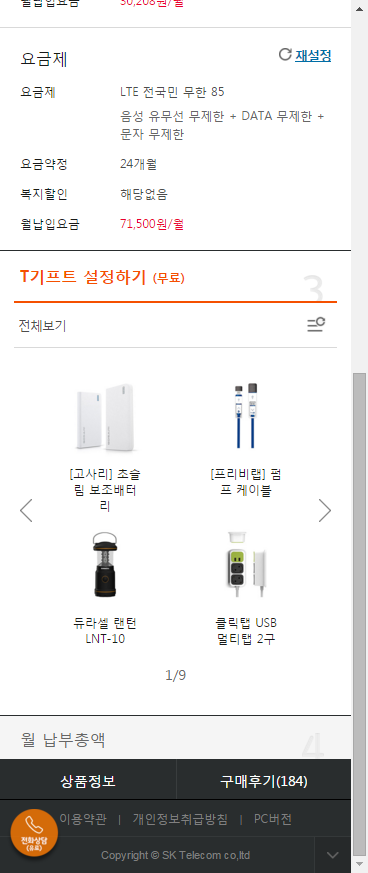 월납입요금 30,208원/월
요금제 재설정
요금제 LTE 전국민 무한 85
음성 유무선 무제한 + DATA 무제한 +
문자 무제한
요금약정 24개월
복지할인 해당없음
월납입요금 71,500원/월
T기프트 설정하기 (무료) 3
전체보기
[고사리] 초슬
림 보조배터
리
[프리비랩] 펌
프 케이블
듀라셀 랜턴
LNT-10
클릭탭 USB
멀티탭 2구
1/9
월 납부총액 4
상품정보 구매후기(184)
전화상담
(유료)
이용약관 | 개인정보취급방침 | PC버전
Copyright © SK Telecom co,ltd